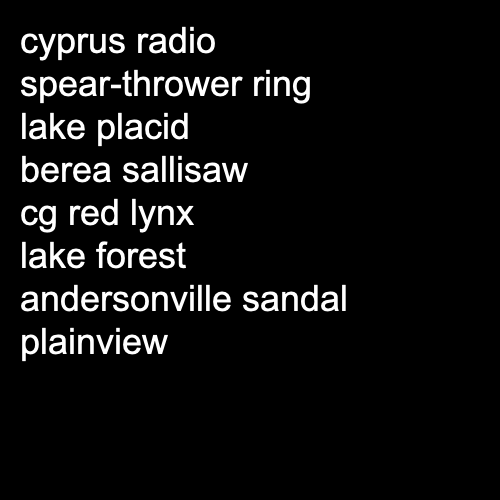 cyprus radio
spear-thrower ring
lake placid
berea sallisaw
cg red lynx
lake forest
andersonville sandal
plainview